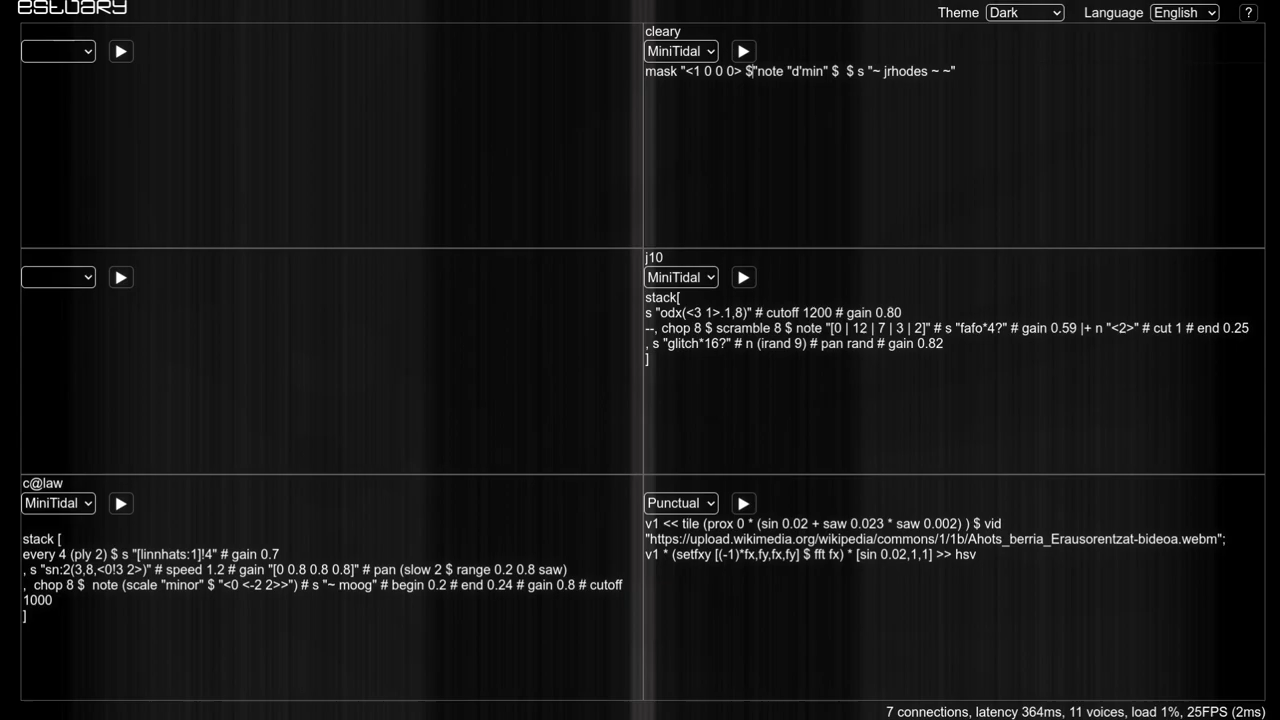 estuary
Theme Dark Language English ?
cleary
MiniTidal
mask "<1 0 0 0> $"note "d'min" $  $ s "~ jrhodes ~ ~"
j10
MiniTidal
stack[
s "odx(<3 1>.1,8)" # cutoff 1200 # gain 0.80
--, chop 8 $ scramble 8 $ note "[0 | 12 | 7 | 3 | 2]" # s "fafo*4?" # gain 0.59 |+ n "<2>" # cut 1 # end 0.25
, s "glitch*16?" # n (irand 9) # pan rand # gain 0.82
]
c@law
MiniTidal
stack [
every 4 (ply 2) $ s "[linnhats:1]!4" # gain 0.7
, s "sn:2(3,8,<0!3 2>)" # speed 1.2 # gain "[0 0.8 0.8 0.8]" # pan (slow 2 $ range 0.2 0.8 saw)
,  chop 8 $  note (scale "minor" $ "<0 <-2 2>>") # s "~ moog" # begin 0.2 # end 0.24 # gain 0.8 # cutoff
1000
]
Punctual
v1 << tile (prox 0 * (sin 0.02 + saw 0.023 * saw 0.002) ) $ vid
"https://upload.wikimedia.org/wikipedia/commons/1/1b/Ahots_berria_Erausorentzat-bideoa.webm";
v1 * (setfxy [(-1)*fx,fy,fx,fy] $ fft fx) * [sin 0.02,1,1] >> hsv
7 connections, latency 364ms, 11 voices, load 1%, 25FPS (2ms)